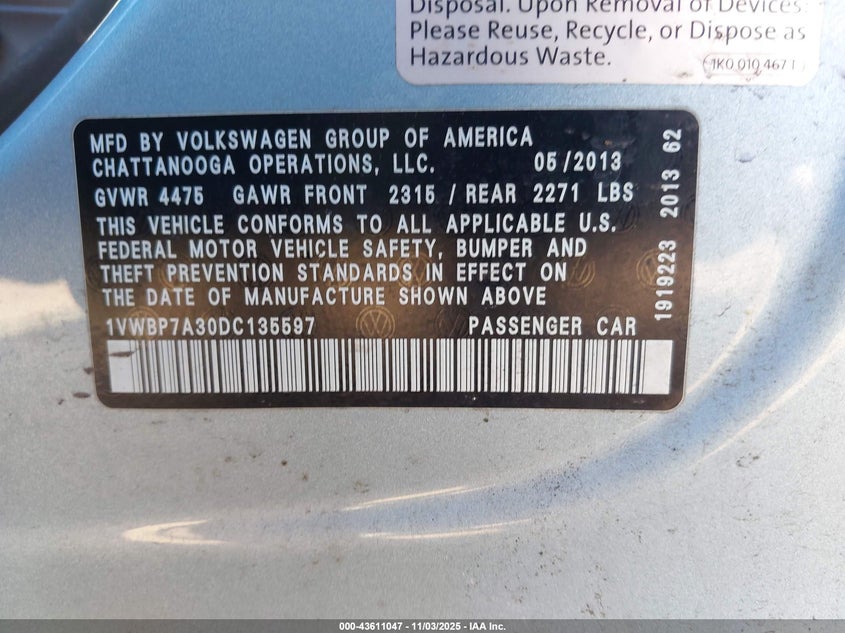 Disposal. Upon Removal of Devices:
Please Reuse, Recycle, or Dispose as
Hazardous Waste.
1K0 010 467
MFD BY VOLKSWAGEN GROUP OF AMERICA
CHATTANOOGA OPERATIONS, LLC. 05/2013
GVWR 4475 GAWR FRONT 2315 / REAR 2271 LBS
THIS VEHICLE CONFORMS TO ALL APPLICABLE U.S.
FEDERAL MOTOR VEHICLE SAFETY, BUMPER AND
THEFT PREVENTION STANDARDS IN EFFECT ON
THE DATE OF MANUFACTURE SHOWN ABOVE
1VWBP7A30DC135597 PASSENGER CAR
1919223 2013 62
000-43611047 - 11/03/2025 - IAA Inc.